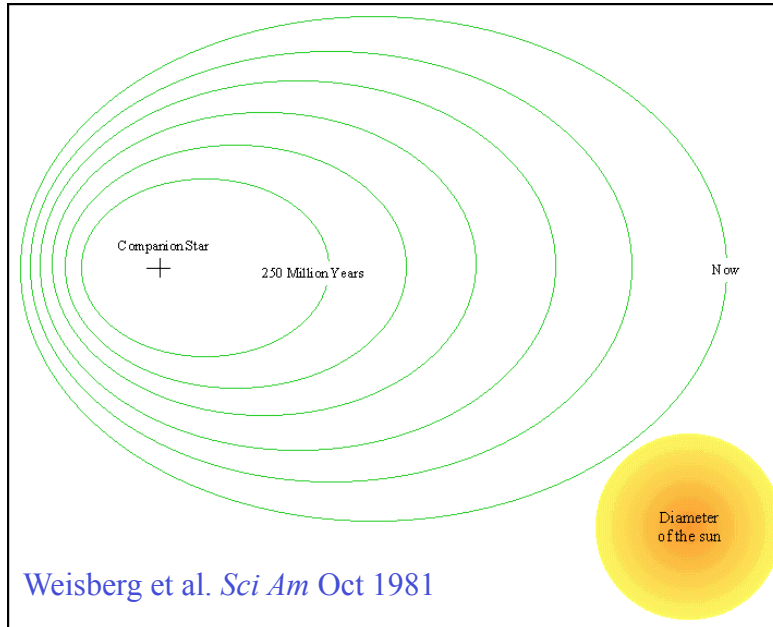 Companion Star
250 Million Years
Now
Diameter
of the sun
Weisberg et al. Sci Am Oct 1981